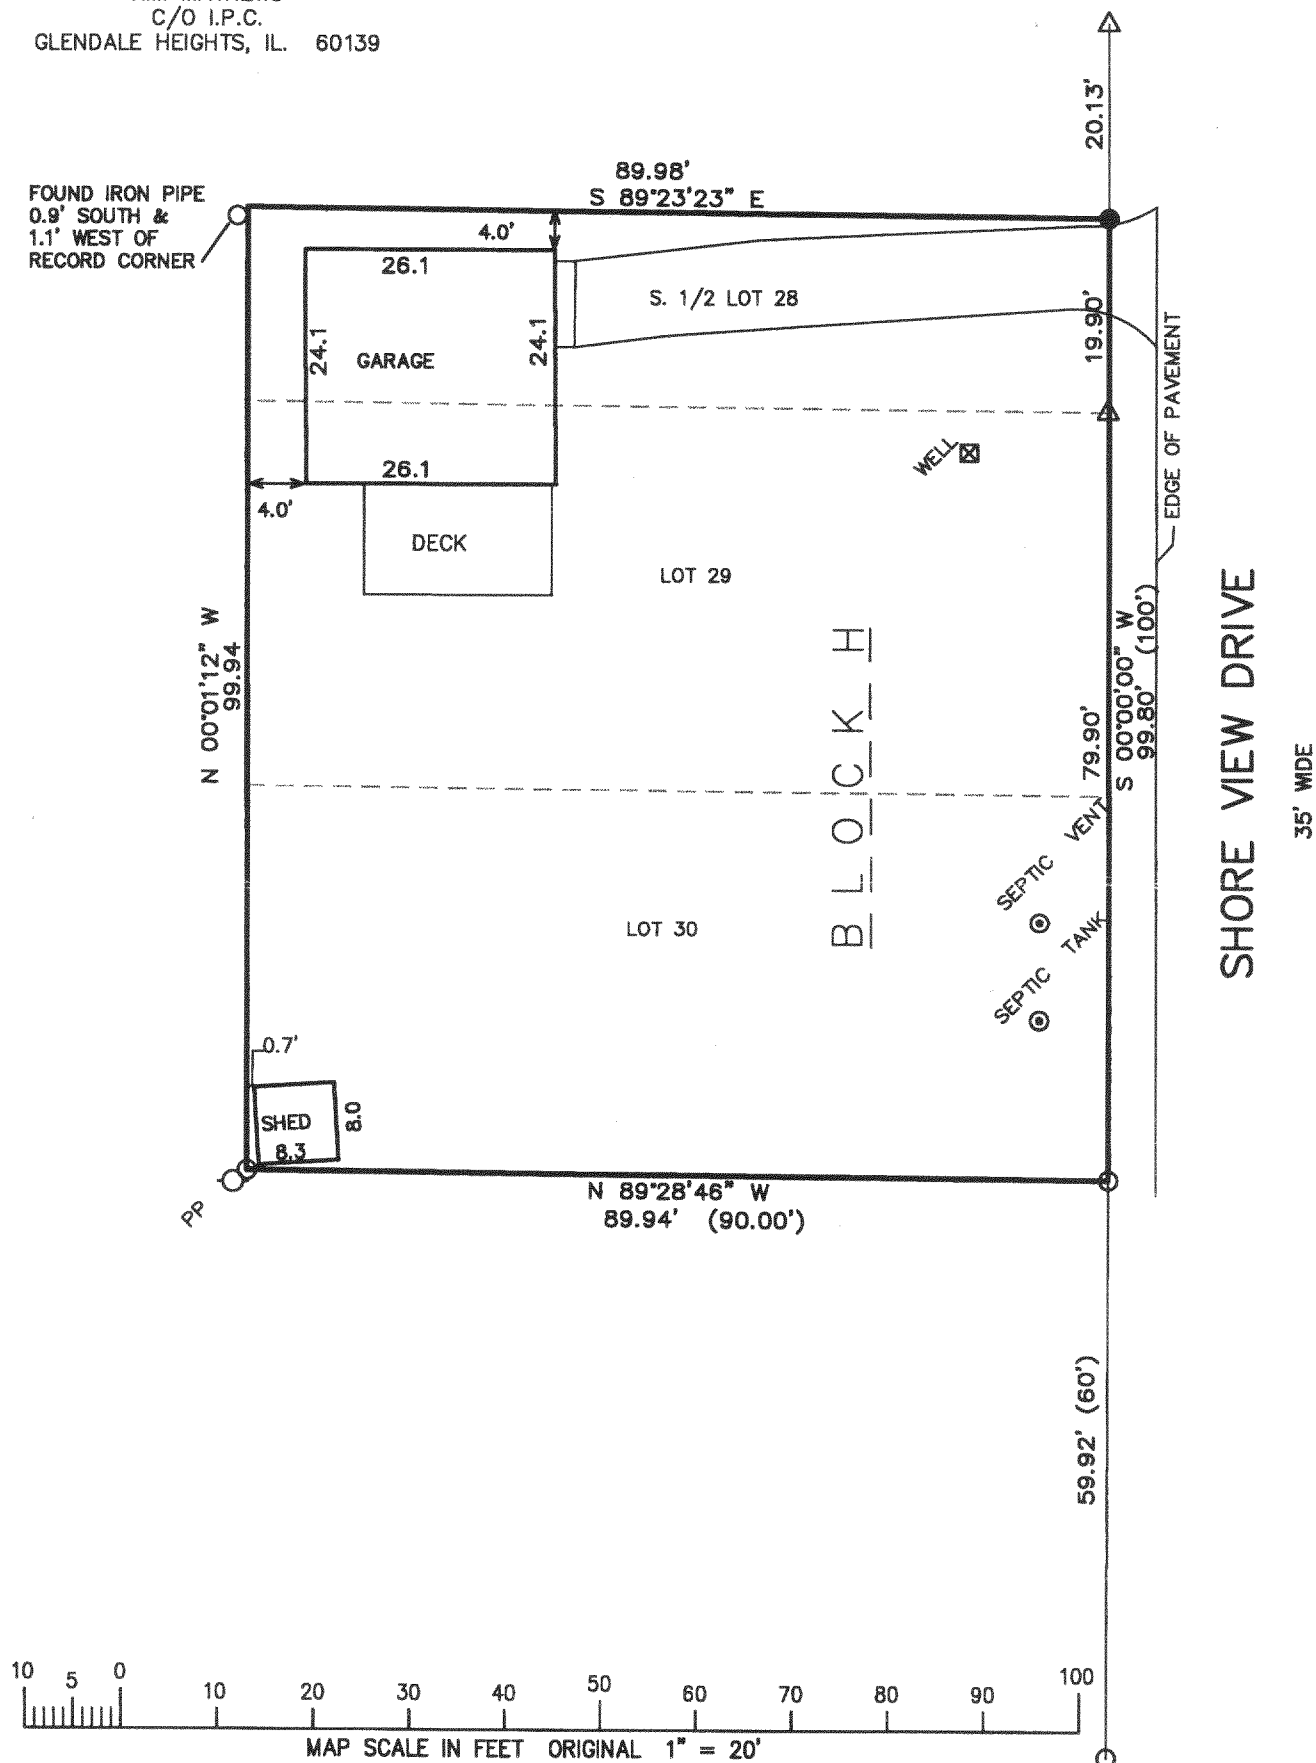 C/O I.P.C.
GLENDALE HEIGHTS, IL. 60139
20.13'
89.98'
S 89°23'23" E
FOUND IRON PIPE
0.9' SOUTH &
1.1' WEST OF
RECORD CORNER
4.0'
26.1
S. 1/2 LOT 28
24.1
GARAGE
24.1
19.90'
EDGE OF PAVEMENT
WELL
26.1
4.0'
DECK
LOT 29
N 00°01'12" W
99.94
BLOCK H
79.90'
S 00°00'00" W
99.80' (100')
SHORE VIEW DRIVE
35' WIDE
SEPTIC VENT
LOT 30
SEPTIC TANK
0.7'
SHED
8.0
8.3
PP
N 89°28'46" W
89.94' (90.00')
59.92' (60')
10 5 0 10 20 30 40 50 60 70 80 90 100
MAP SCALE IN FEET ORIGINAL 1" = 20'